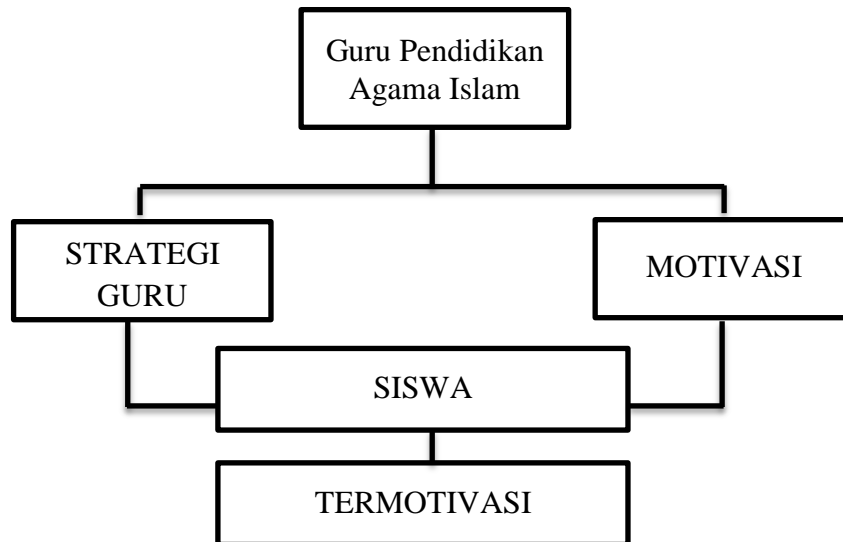 Guru Pendidikan
Agama Islam
STRATEGI
GURU
MOTIVASI
SISWA
TERMOTIVASI